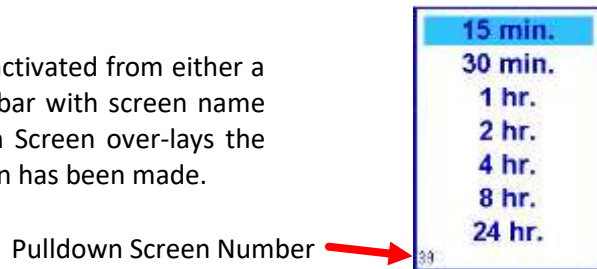 activated from either a
bar with screen name
Screen over-lays the
n has been made.
Pulldown Screen Number
15 min.
30 min.
1 hr.
2 hr.
4 hr.
8 hr.
24 hr.
39